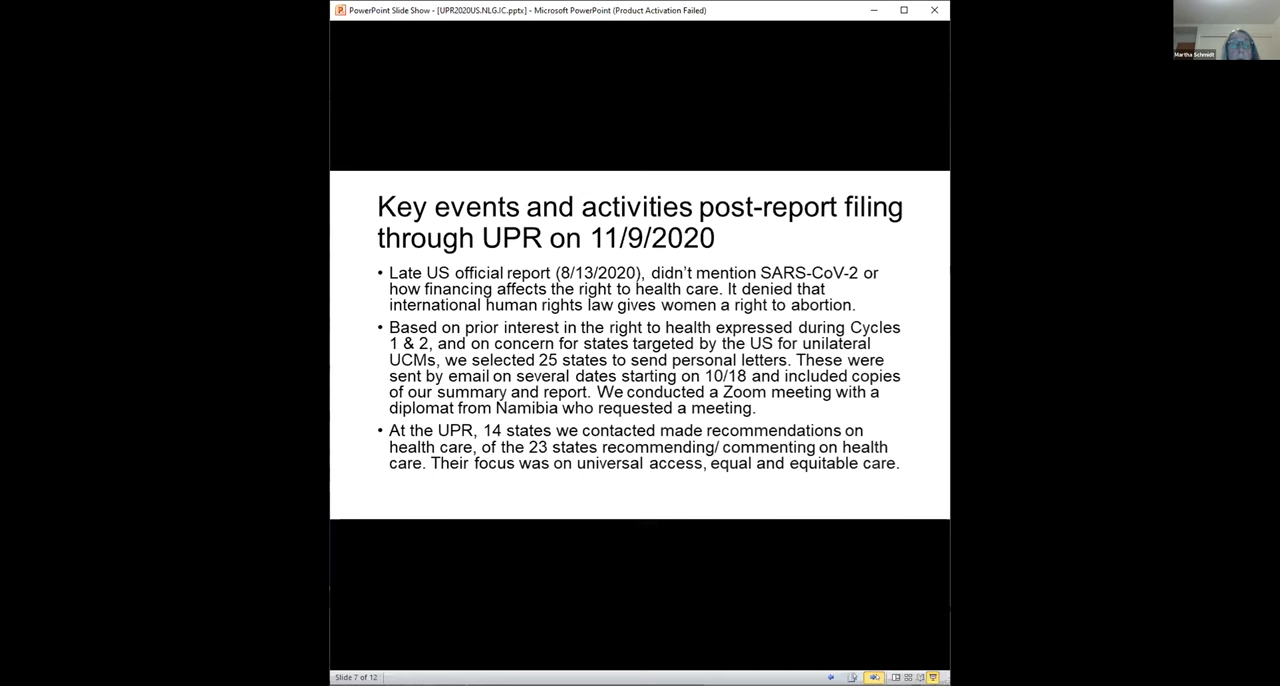 PowerPoint Slide Show - [UPR2020US.NLG.IC.pptx] - Microsoft PowerPoint (Product Activation Failed)
Martha Schmidt
Key events and activities post-report filing
through UPR on 11/9/2020
• Late US official report (8/13/2020), didn't mention SARS-CoV-2 or
how financing affects the right to health care. It denied that
international human rights law gives women a right to abortion.
• Based on prior interest in the right to health expressed during Cycles
1 & 2, and on concern for states targeted by the US for unilateral
UCMs, we selected 25 states to send personal letters. These were
sent by email on several dates starting on 10/18 and included copies
of our summary and report. We conducted a Zoom meeting with a
diplomat from Namibia who requested a meeting.
• At the UPR, 14 states we contacted made recommendations on
health care, of the 23 states recommending/ commenting on health
care. Their focus was on universal access, equal and equitable care.
Slide 7 of 12